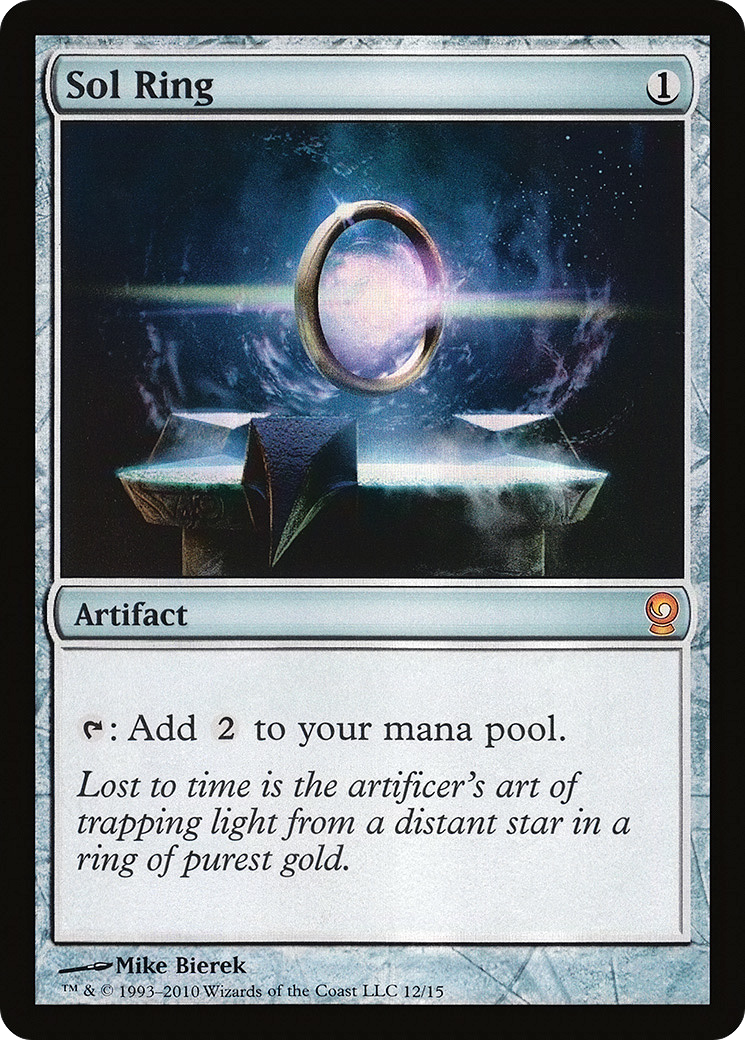 Sol Ring
1
Artifact
: Add 2 to your mana pool.
Lost to time is the artificer's art of
trapping light from a distant star in a
ring of purest gold.
Mike Bierek
™ & © 1993–2010 Wizards of the Coast LLC 12/15